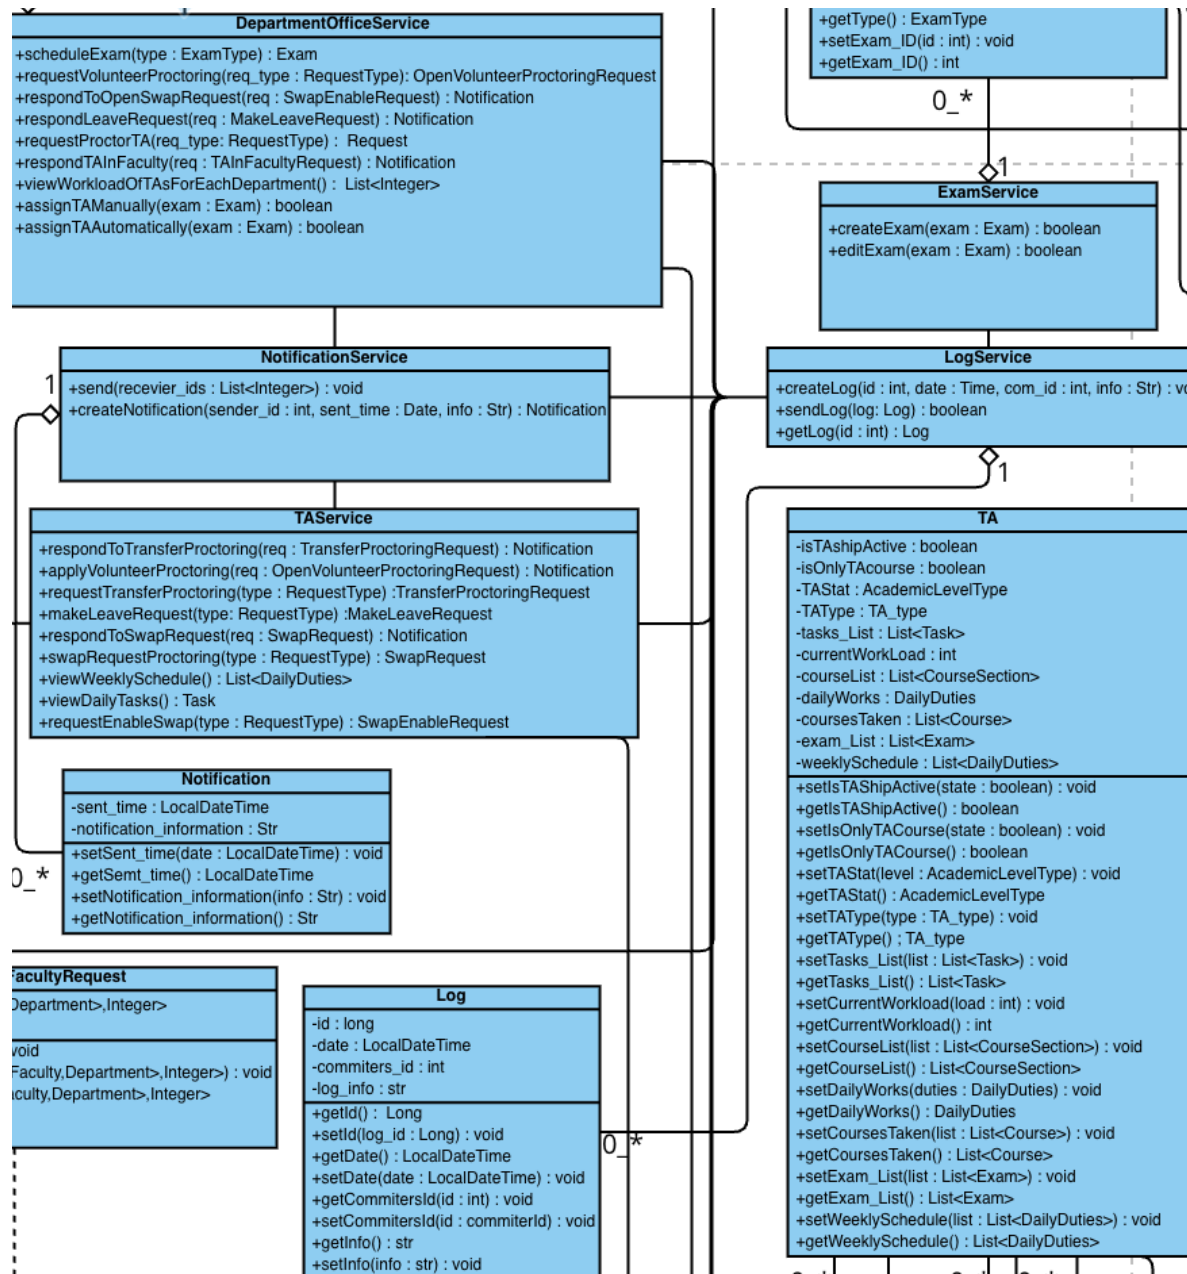 DepartmentOfficeService
+scheduleExam(type : ExamType) : Exam
+requestVolunteerProctoring(req_type : RequestType): OpenVolunteerProctoringRequest
+respondToOpenSwapRequest(req : SwapEnableRequest) : Notification
+respondLeaveRequest(req : MakeLeaveRequest) : Notification
+requestProctorTA(req_type: RequestType) : Request
+respondTAInFaculty(req : TAInFacultyRequest) : Notification
+viewWorkloadOfTAsForEachDepartment() : List<Integer>
+assignTAManually(exam : Exam) : boolean
+assignTAAutomatically(exam : Exam) : boolean
+getType() : ExamType
+setExam_ID(id : int) : void
+getExam_ID() : int
0_*
1
ExamService
+createExam(exam : Exam) : boolean
+editExam(exam : Exam) : boolean
NotificationService
1
+send(recevier_ids : List<Integer>) : void
+createNotification(sender_id : int, sent_time : Date, info : Str) : Notification
LogService
+createLog(id : int, date : Time, com_id : int, info : Str) :
+sendLog(log: Log) : boolean
+getLog(id : int) : Log
1
TAService
+respondToTransferProctoring(req : TransferProctoringRequest) : Notification
+applyVolunteerProctoring(req : OpenVolunteerProctoringRequest) : Notification
+requestTransferProctoring(type : RequestType) :TransferProctoringRequest
+makeLeaveRequest(type: RequestType) :MakeLeaveRequest
+respondToSwapRequest(req : SwapRequest) : Notification
+swapRequestProctoring(type : RequestType) : SwapRequest
+viewWeeklySchedule() : List<DailyDuties>
+viewDailyTasks() : Task
+requestEnableSwap(type : RequestType) : SwapEnableRequest
TA
-isTAshipActive : boolean
-isOnlyTAcourse : boolean
-TAStat : AcademicLevelType
-TAType : TA_type
-tasks_List : List<Task>
-currentWorkLoad : int
-courseList : List<CourseSection>
-dailyWorks : DailyDuties
-coursesTaken : List<Course>
-exam_List : List<Exam>
-weeklySchedule : List<DailyDuties>
+setIsTAShipActive(state : boolean) : void
+getIsTAShipActive() : boolean
+setIsOnlyTACourse(state : boolean) : void
+getIsOnlyTACourse() : boolean
+setTAStat(level : AcademicLevelType) : void
+getTAStat() : AcademicLevelType
+setTAType(type : TA_type) : void
+getTAType() ; TA_type
+setTasks_List(list : List<Task>) : void
+getTasks_List() : List<Task>
+setCurrentWorkload(load : int) : void
+getCurrentWorkload() : int
+setCourseList(list : List<CourseSection>) : void
+getCourseList() : List<CourseSection>
+setDailyWorks(duties : DailyDuties) : void
+getDailyWorks() : DailyDuties
+setCoursesTaken(list : List<Course>) : void
+getCoursesTaken() : List<Course>
+setExam_List(list : List<Exam>) : void
+getExam_List() : List<Exam>
+setWeeklySchedule(list : List<DailyDuties>) : void
+getWeeklySchedule() : List<DailyDuties>
Notification
-sent_time : LocalDateTime
-notification_information : Str
+setSent_time(date : LocalDateTime) : void
+getSemt_time() : LocalDateTime
+setNotification_information(info : Str) : void
+getNotification_information() : Str
0_*
FacultyRequest
Department>,Integer>
void
Faculty,Department>,Integer>) : void
aculty,Department>,Integer>
Log
-id : long
-date : LocalDateTime
-commiters_id : int
-log_info : str
+getId() : Long
+setId(log_id : Long) : void
+getDate() : LocalDateTime
+setDate(date : LocalDateTime) : void
+getCommitersId(id : int) : void
+setCommitersId(id : commiterId) : void
+getInfo() : str
+setInfo(info : str) : void
0_*